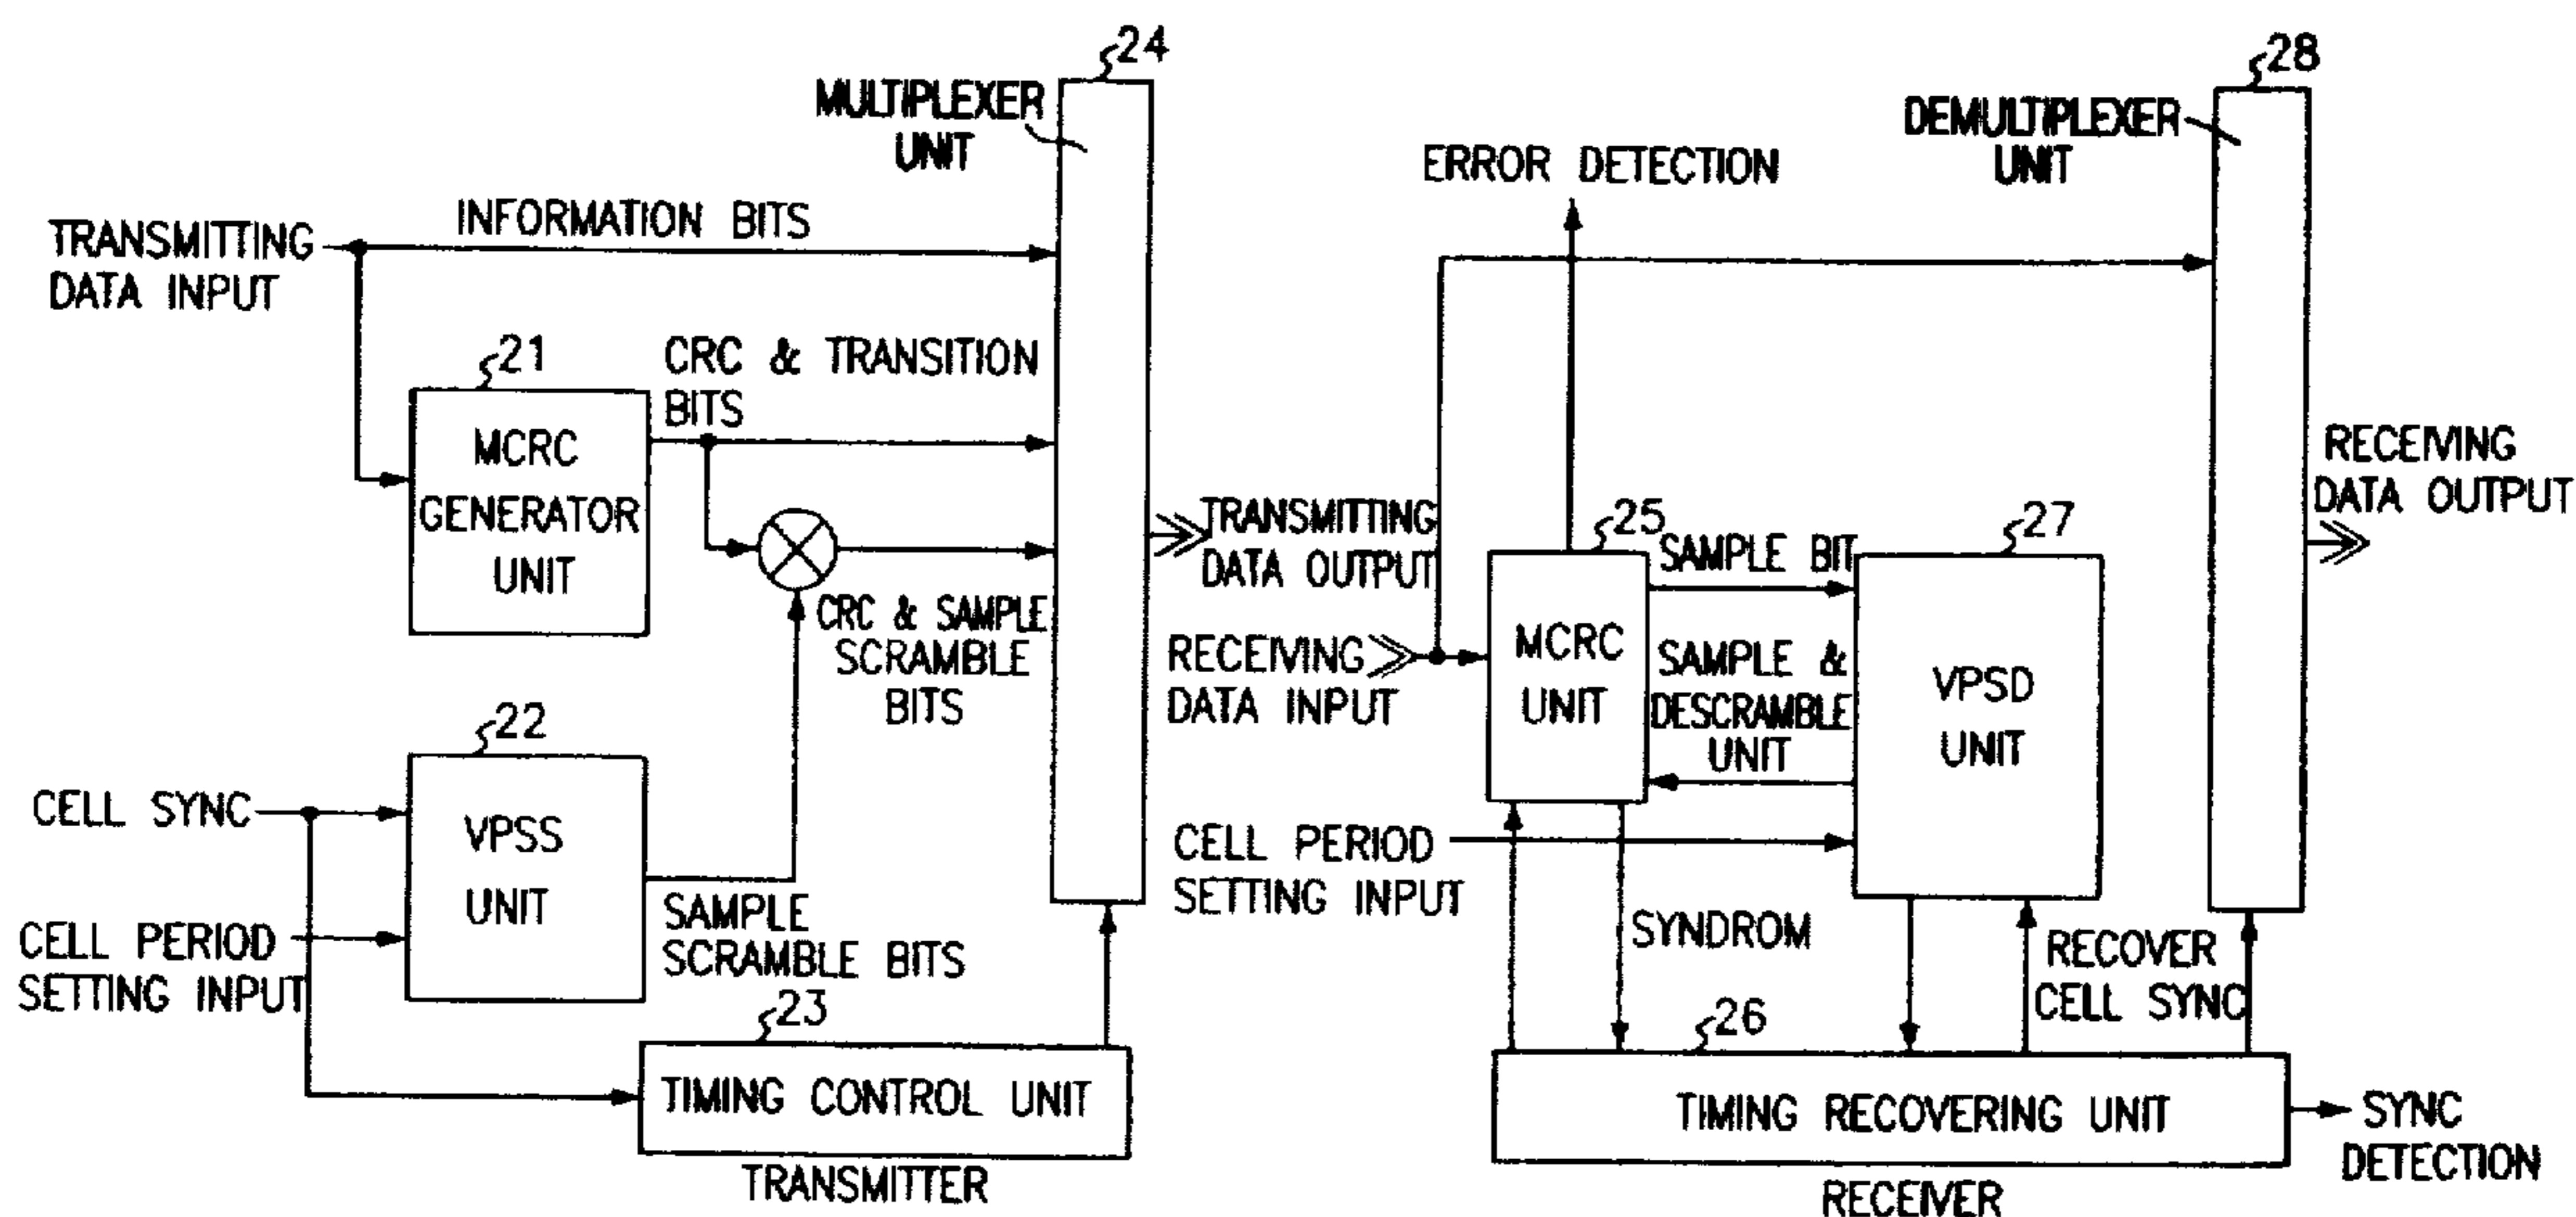 24
MULTIPLEXER
UNIT
TRANSMITTING
DATA INPUT
INFORMATION BITS
21
CRC & TRANSITION
BITS
MCRC
GENERATOR
UNIT
TRANSMITTING
DATA OUTPUT
CRC & SAMPLE
SCRAMBLE
BITS
22
CELL SYNC
VPSS
UNIT
CELL PERIOD
SETTING INPUT
SAMPLE
SCRAMBLE BITS
23
TIMING CONTROL UNIT
TRANSMITTER
28
DEMULTIPLEXER
UNIT
ERROR DETECTION
RECEIVING
DATA OUTPUT
25
SAMPLE BIT
27
RECEIVING
DATA INPUT
MCRC
UNIT
SAMPLE &
DESCRAMBLE
UNIT
VPSD
UNIT
CELL PERIOD
SETTING INPUT
SYNDROM
RECOVER
CELL SYNC
26
TIMING RECOVERING UNIT
SYNC
DETECTION
RECEIVER